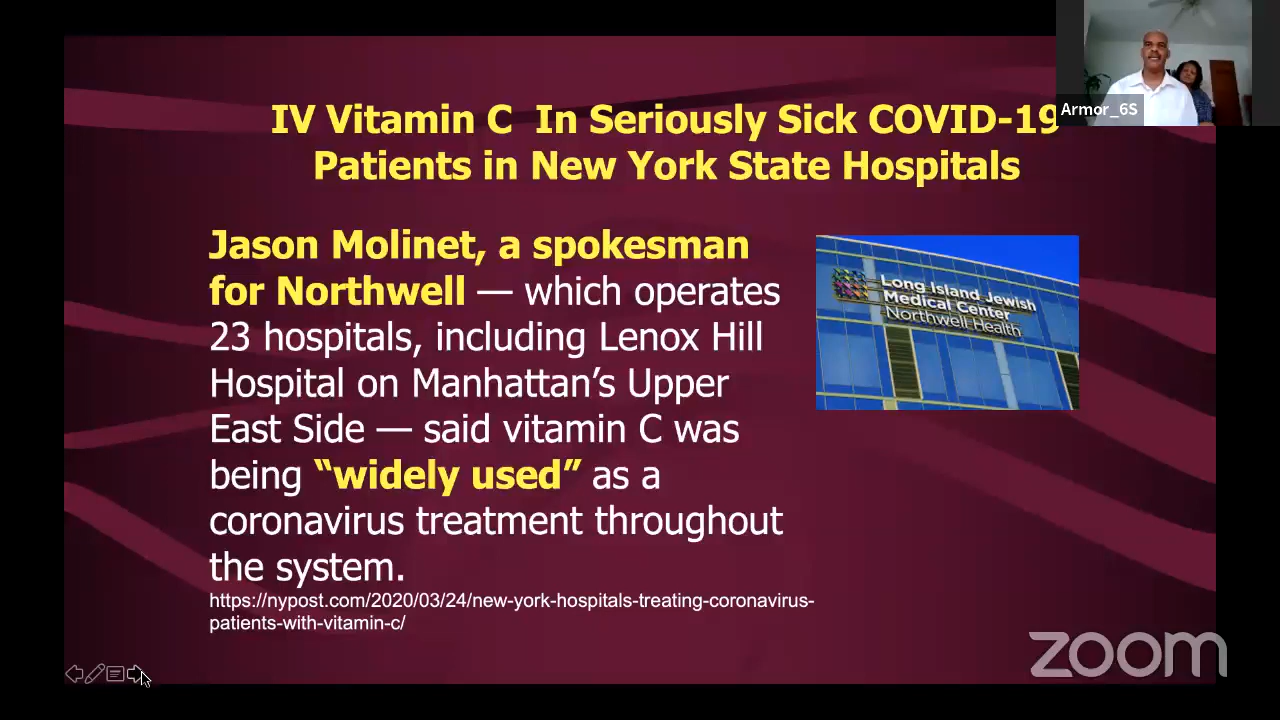 Armor_6S
IV Vitamin C  In Seriously Sick COVID-19
Patients in New York State Hospitals
Jason Molinet, a spokesman
for Northwell — which operates
23 hospitals, including Lenox Hill
Hospital on Manhattan’s Upper
East Side — said vitamin C was
being “widely used” as a
coronavirus treatment throughout
the system.
https://nypost.com/2020/03/24/new-york-hospitals-treating-coronavirus-
patients-with-vitamin-c/
Long Island Jewish
Medical Center
Northwell Health
zoom